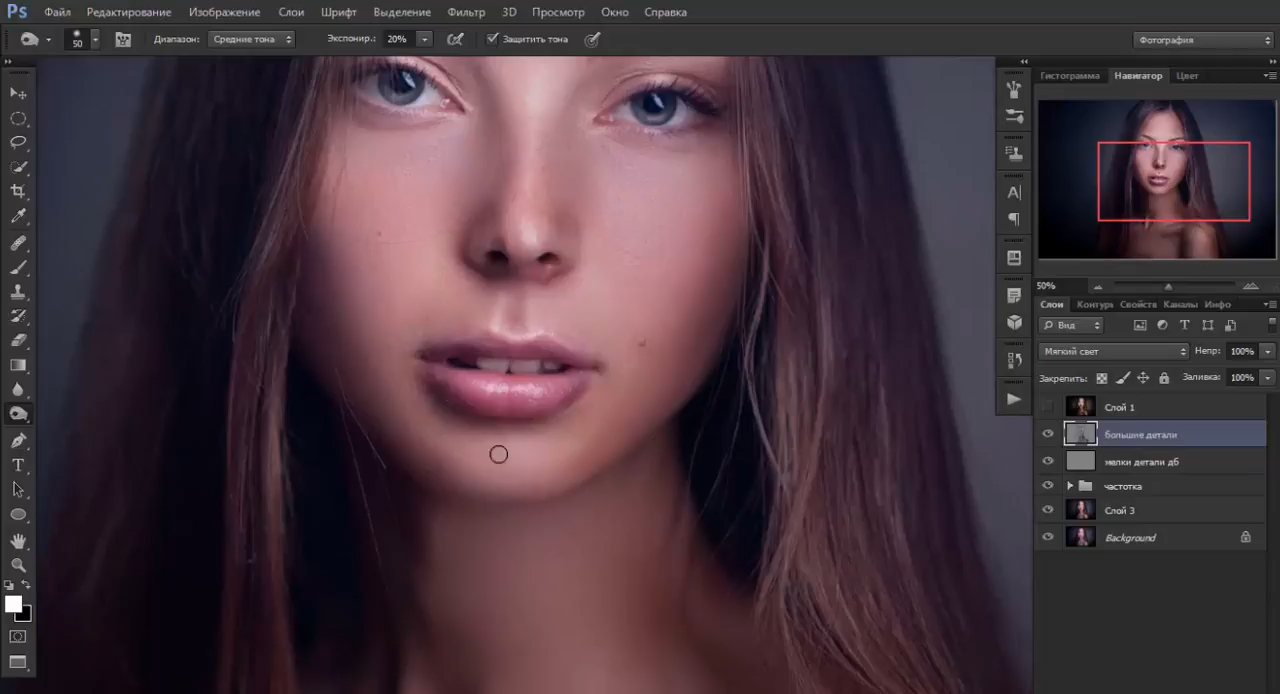 Ps Файл Редактирование Изображение Слои Шрифт Выделение Фильтр 3D Просмотр Окно Справка
50 Диапазон: Средние тона Экспонир.: 20% Защитить тона Фотография
Гистограмма Навигатор Цвет
50%
Слои Контурь Свойств Каналы Инфо
Вид
Мягкий свет Непр: 100%
Закрепить: Заливка: 100%
Слой 1
большие детали
мелки детали дб
частотка
Слой 3
Background